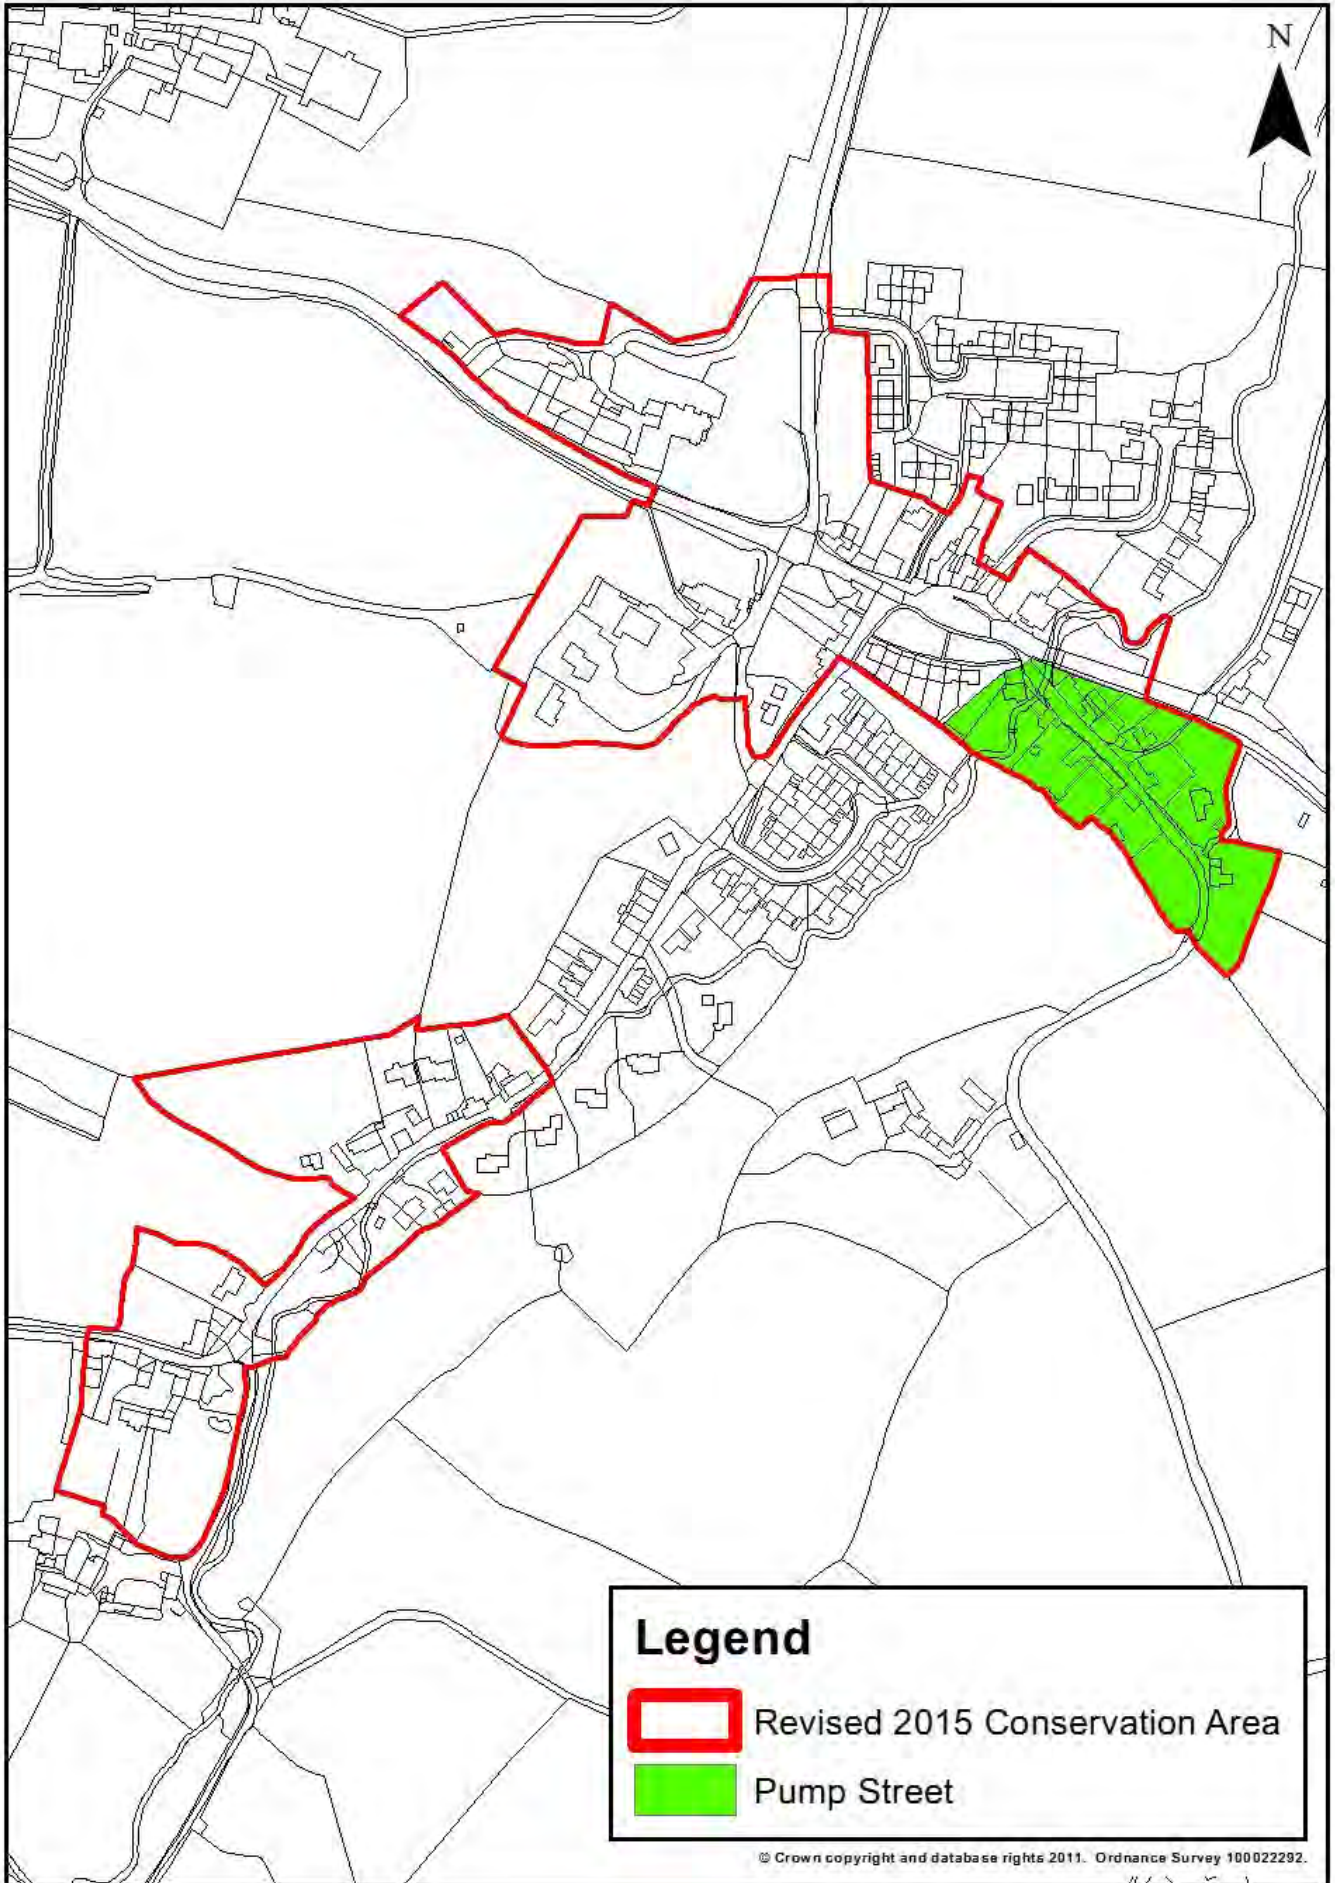 N
Legend
Revised 2015 Conservation Area
Pump Street
© Crown copyright and database rights 2011. Ordnance Survey 100022292.